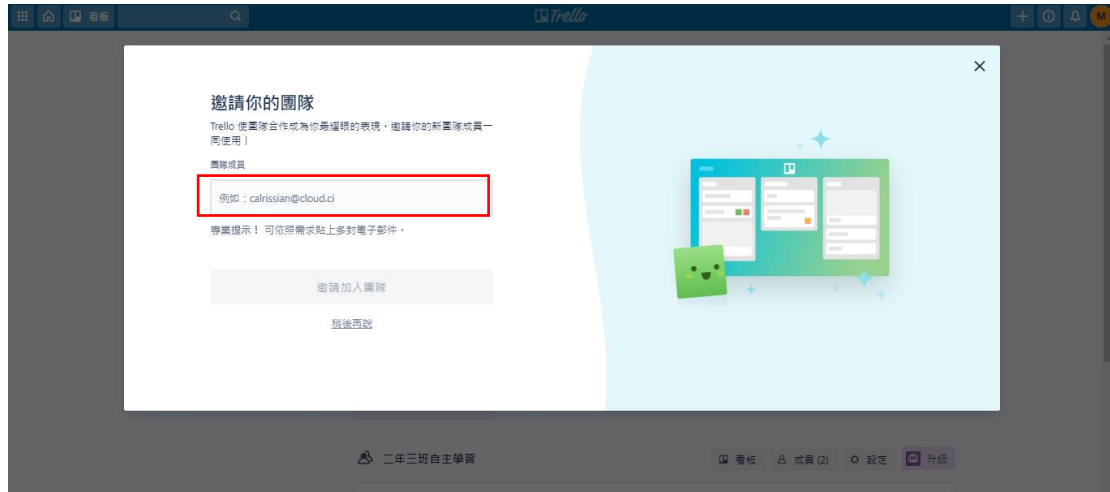 看板
Trello
M
邀請你的團隊
Trello 使團隊合作成為你最耀眼的表現，邀請你的新團隊成員一
同使用！
團隊成員
例如：calrissian@cloud.ci
專業提示！ 可依照需求貼上多封電子郵件。
邀請加入團隊
稍後再說
二年三班自主學習
看板
成員 (2)
設定
升級